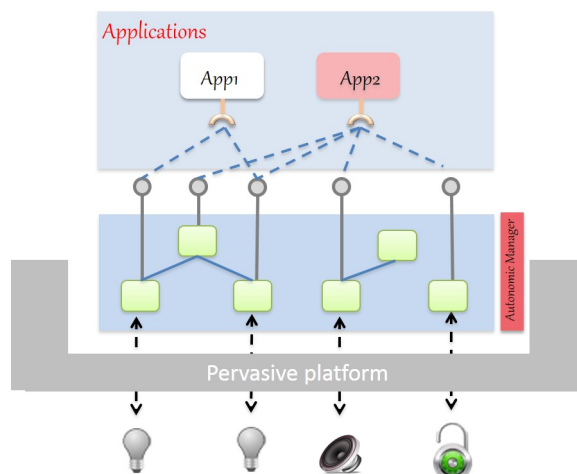 Applications
App1
App2
Autonomic Manager
Pervasive platform